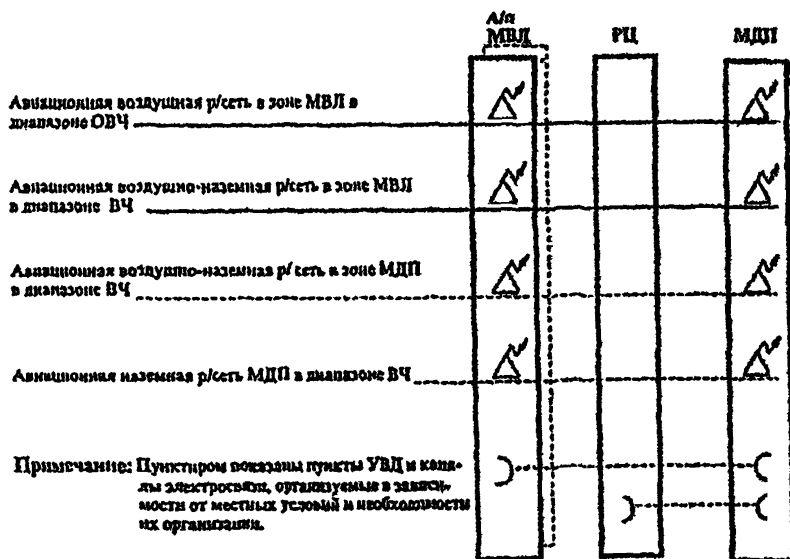 А/п
МВЛ РЦ МДП
Авиационная воздушная р/сеть в зоне МВЛ в
диапазоне ОВЧ
Авиационная воздушно-наземная р/сеть в зоне МВЛ
в диапазоне ВЧ
Авиационная воздушно-наземная р/сеть в зоне МДП
в диапазоне ВЧ
Авиационная наземная р/сеть МДП в диапазоне ВЧ
Примечание: Пунктиром показаны пункты УВД и кана-
лы электросвязи, организуемые в зависи-
мости от местных условий и необходимости
их организации.